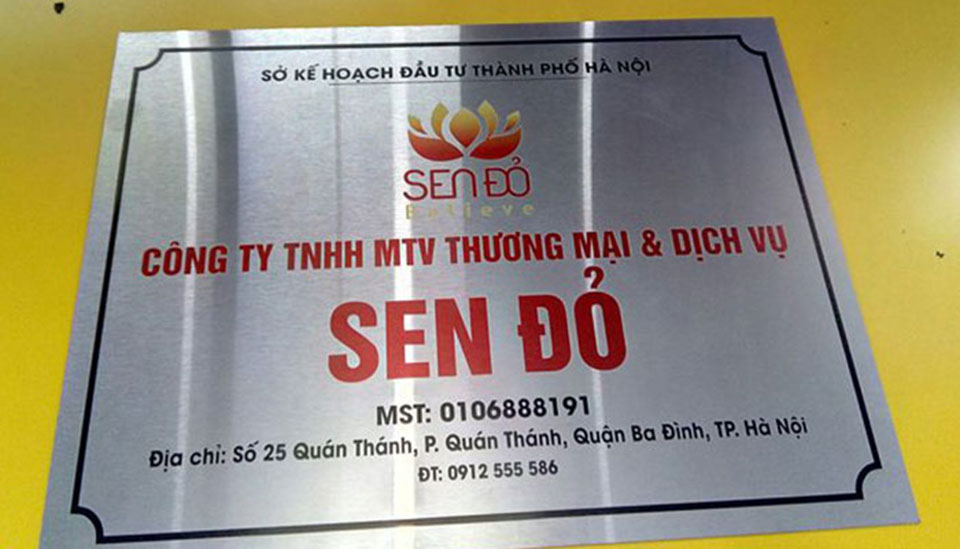 SỞ KẾ HOẠCH ĐẦU TƯ THÀNH PHỐ HÀ NỘI
SEN ĐỎ
Believe
CÔNG TY TNHH MTV THƯƠNG MẠI & DỊCH VỤ
SEN ĐỎ
MST: 0106888191
Địa chỉ: Số 25 Quán Thánh, P. Quán Thánh, Quận Ba Đình, TP. Hà Nội
ĐT: 0912 555 586